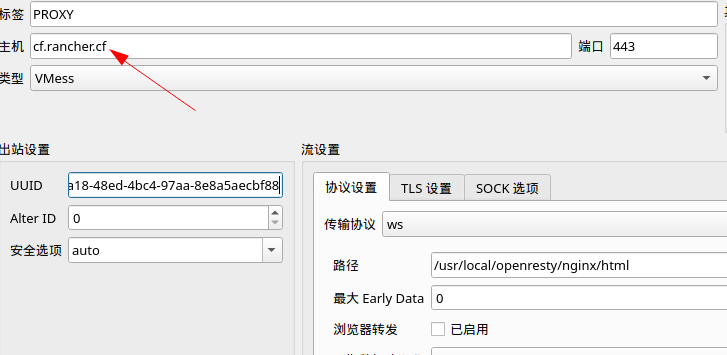 标签 PROXY
主机 cf.rancher.cf 端口 443
类型 VMess
出站设置 流设置
协议设置 TLS 设置 SOCK 选项
UUID a18-48ed-4bc4-97aa-8e8a5aecbf88
Alter ID 0
传输协议 ws
安全选项 auto
路径 /usr/local/openresty/nginx/html
最大 Early Data 0
浏览器转发 已启用